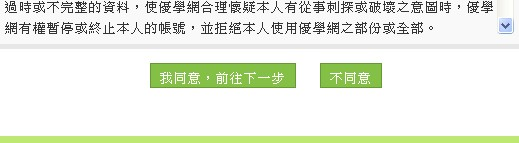 過時或不完整的資料，使優學網合理懷疑本人有從事刺探或破壞之意圖時，優學
網有權暫停或終止本人的帳號，並拒絕本人使用優學網之部份或全部。
我同意，前往下一步
不同意